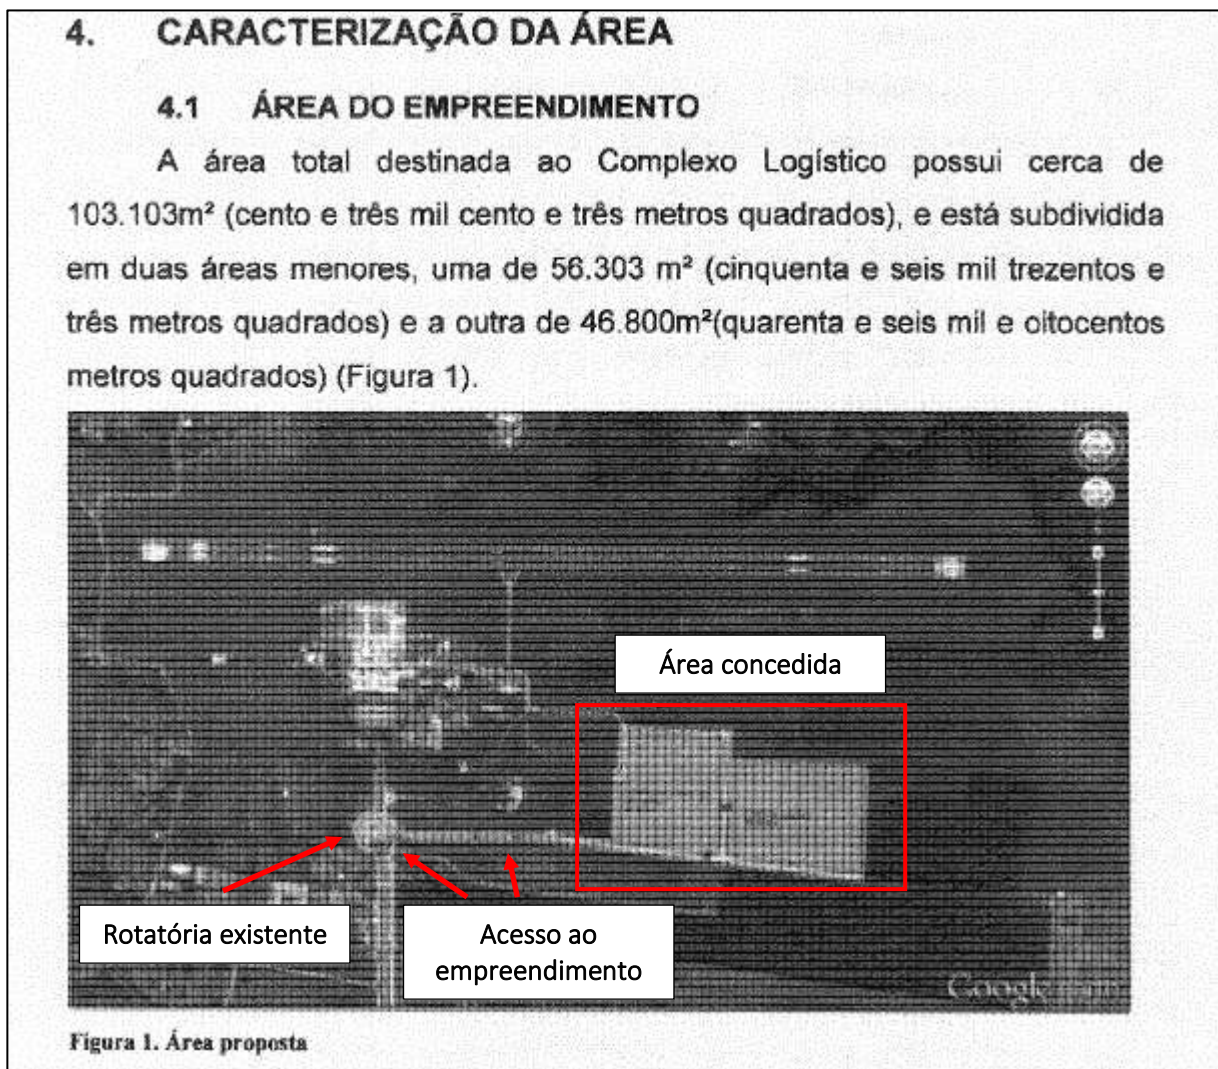 4. CARACTERIZAÇÃO DA ÁREA
4.1 ÁREA DO EMPREENDIMENTO
A área total destinada ao Complexo Logístico possui cerca de
103.103m² (cento e três mil cento e três metros quadrados), e está subdividida
em duas áreas menores, uma de 56.303 m² (cinquenta e seis mil trezentos e
três metros quadrados) e a outra de 46.800m²(quarenta e seis mil e oitocentos
metros quadrados) (Figura 1).
Área concedida
Rotatória existente
Acesso ao
empreendimento
Google
Figura 1. Área proposta